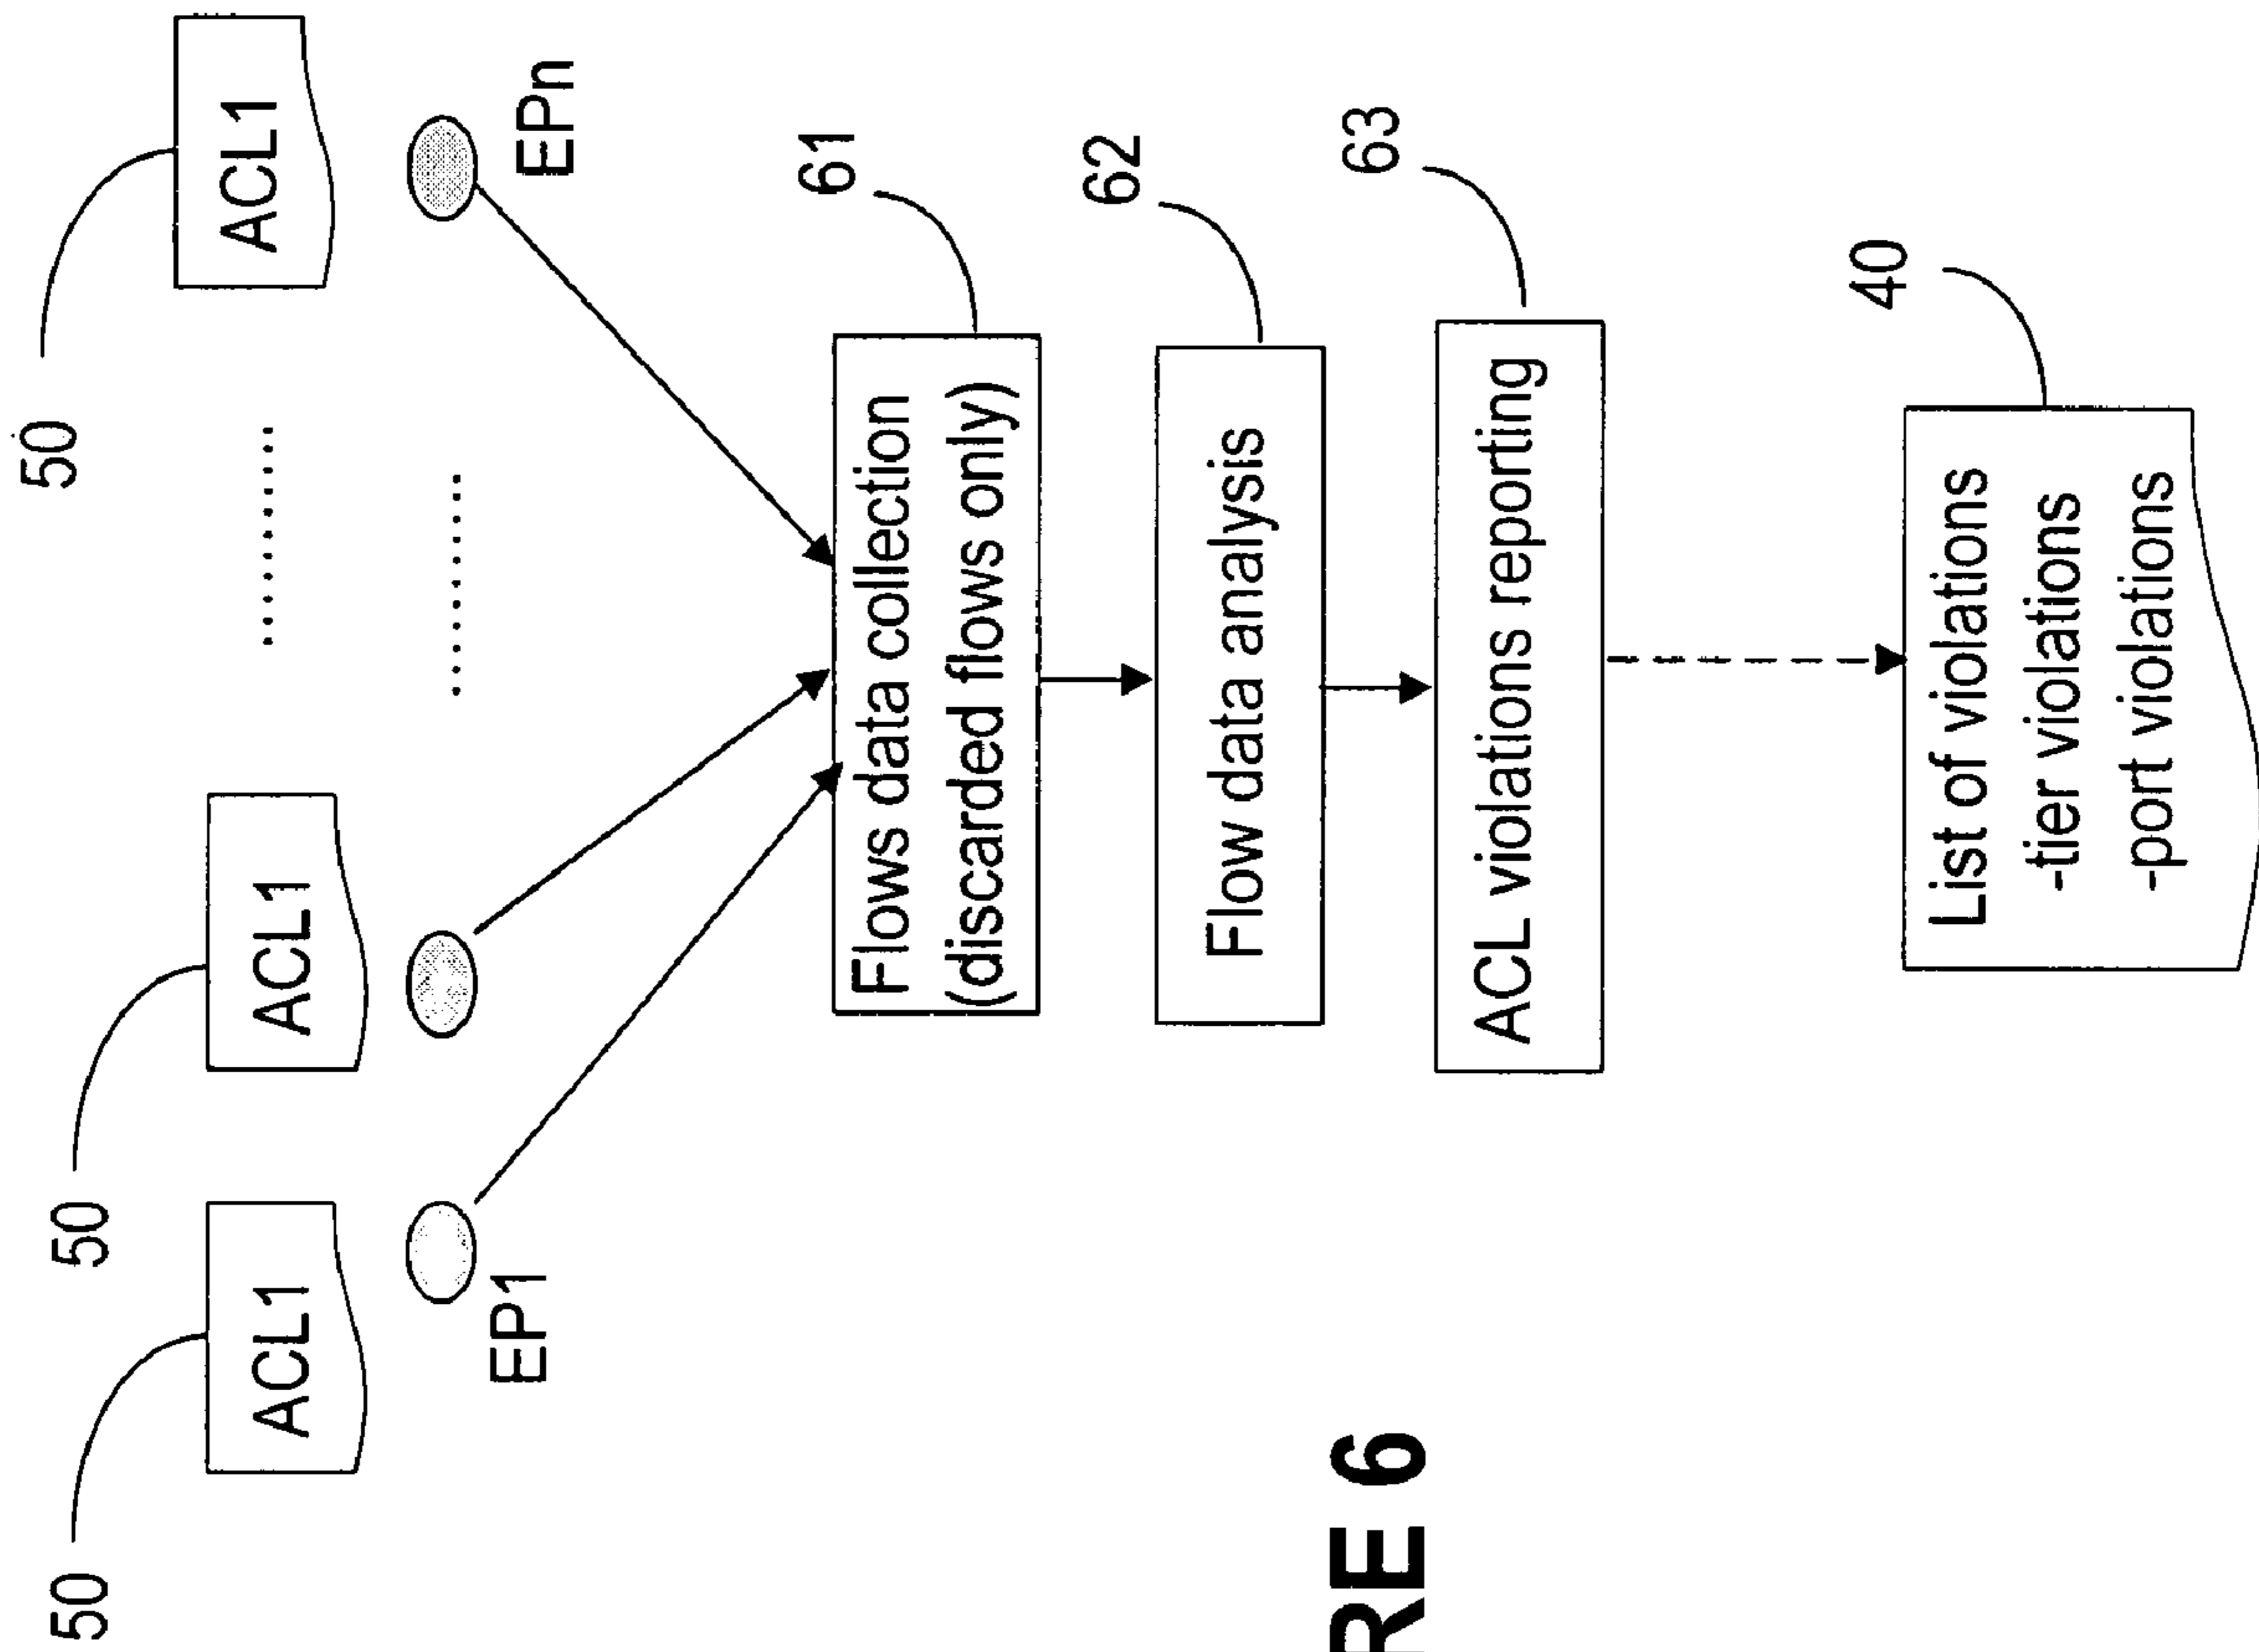 50
50
50
ACL1
ACL1
ACL1
EP1
EPn
61
Flows data collection
(discarded flows only)
62
Flow data analysis
63
ACL violations reporting
40
List of violations
-tier violations
-port violations
RE 6